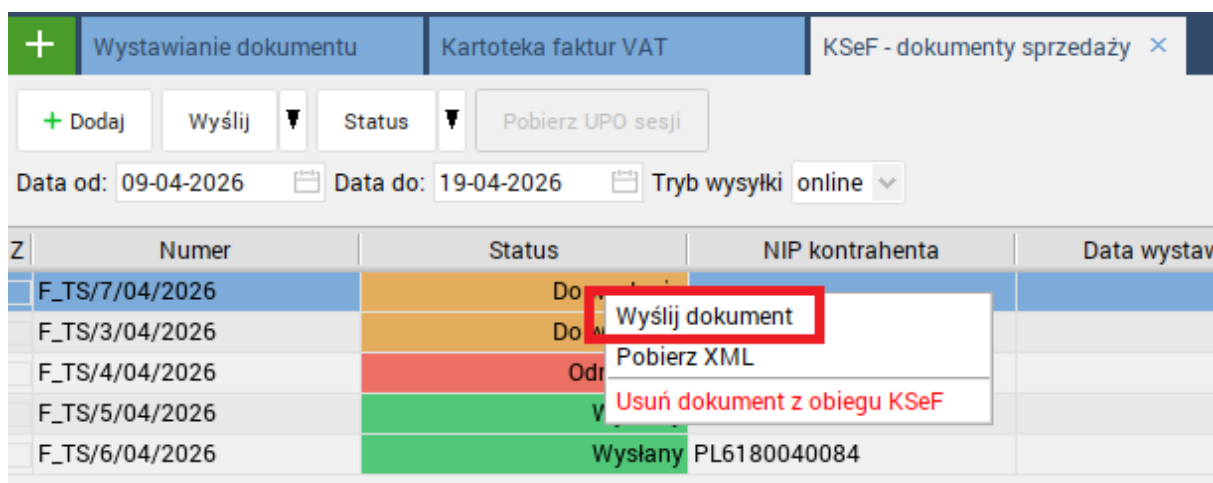 + Wystawianie dokumentu Kartoteka faktur VAT KSeF - dokumenty sprzedaży ×
+ Dodaj Wyślij Status Pobierz UPO sesji
Data od: 09-04-2026 Data do: 19-04-2026 Tryb wysyłki online
Z Numer Status NIP kontrahenta Data
F_TS/7/04/2026 Do
Wyślij dokument
F_TS/3/04/2026 Do
Pobierz XML
F_TS/4/04/2026
Usuń dokument z obiegu KSeF
F_TS/5/04/2026
F_TS/6/04/2026 Wysłany PL6180040084